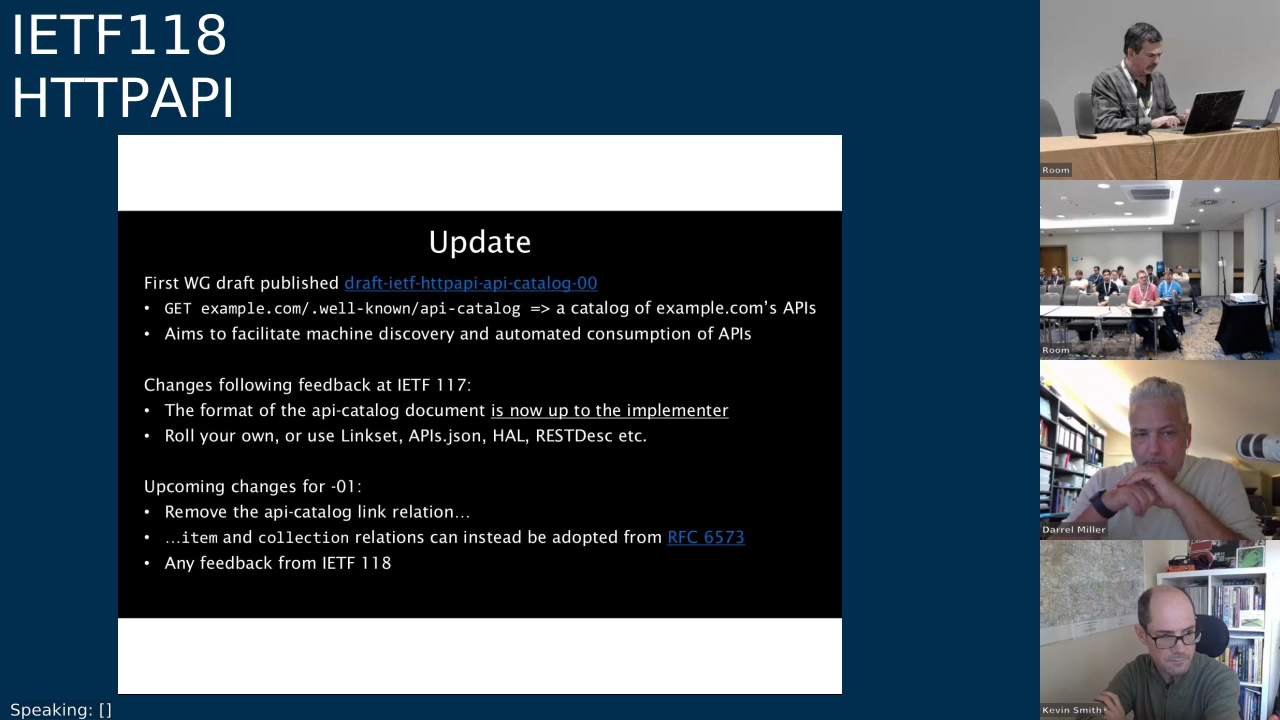 IETF118
HTTPAPI
Update
First WG draft published draft-ietf-httpapi-api-catalog-00
• GET example.com/.well-known/api-catalog => a catalog of example.com’s APIs
• Aims to facilitate machine discovery and automated consumption of APIs
Changes following feedback at IETF 117:
• The format of the api-catalog document is now up to the implementer
• Roll your own, or use Linkset, APIs.json, HAL, RESTDesc etc.
Upcoming changes for -01:
• Remove the api-catalog link relation…
• …item and collection relations can instead be adopted from RFC 6573
• Any feedback from IETF 118
Speaking: []
Room
Room
Darrel Miller
Kevin Smith